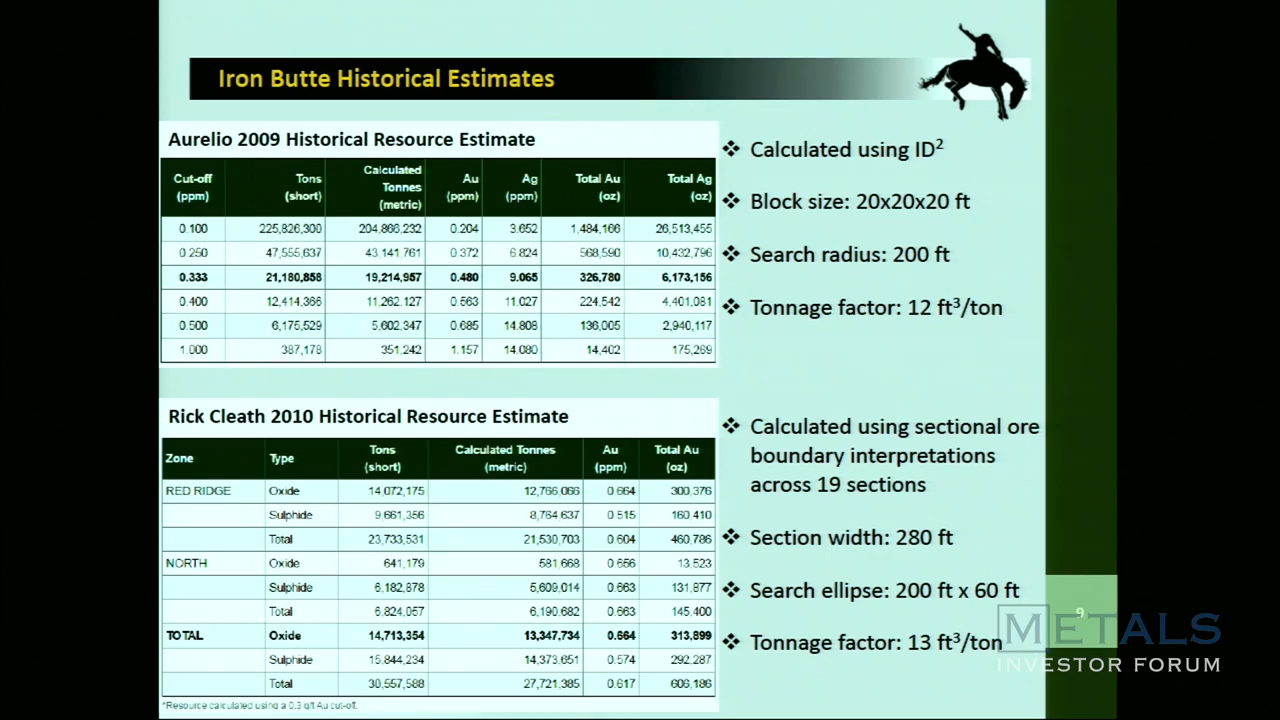 Iron Butte Historical Estimates
Aurelio 2009 Historical Resource Estimate
Cut-off (ppm) Tons (short) Calculated Tonnes (metric) Au (ppm) Ag (ppm) Total Au (oz) Total Ag (oz)
0.100 225,826,300 204,866,232 0.204 3.652 1,484,166 26,513,455
0.250 47,555,637 43,141,761 0.372 6.824 568,590 10,432,796
0.333 21,180,858 19,214,957 0.480 9.065 326,780 6,173,156
0.400 12,414,366 11,262,127 0.563 11.027 224,542 4,401,081
0.500 6,175,529 5,602,347 0.685 14.808 136,005 2,940,117
1.000 387,178 351,242 1.157 14.080 14,402 175,269
❖ Calculated using ID²
❖ Block size: 20x20x20 ft
❖ Search radius: 200 ft
❖ Tonnage factor: 12 ft³/ton
Rick Cleath 2010 Historical Resource Estimate
Zone Type Tons (short) Calculated Tonnes (metric) Au (ppm) Total Au (oz)
RED RIDGE Oxide 14,072,175 12,766,066 0.664 300,376
Sulphide 9,661,356 8,764,637 0.515 160,410
Total 23,733,531 21,530,703 0.604 460,786
NORTH Oxide 641,179 581,668 0.656 13,523
Sulphide 6,182,878 5,609,014 0.663 131,877
Total 6,824,057 6,190,682 0.663 145,400
TOTAL Oxide 14,713,354 13,347,734 0.664 313,899
Sulphide 15,844,234 14,373,651 0.574 292,287
Total 30,557,588 27,721,385 0.617 606,186
*Resource calculated using a 0.3 g/t Au cut-off.
❖ Calculated using sectional ore
boundary interpretations
across 19 sections
❖ Section width: 280 ft
❖ Search ellipse: 200 ft x 60 ft
❖ Tonnage factor: 13 ft³/ton
9
METALS
INVESTOR FORUM